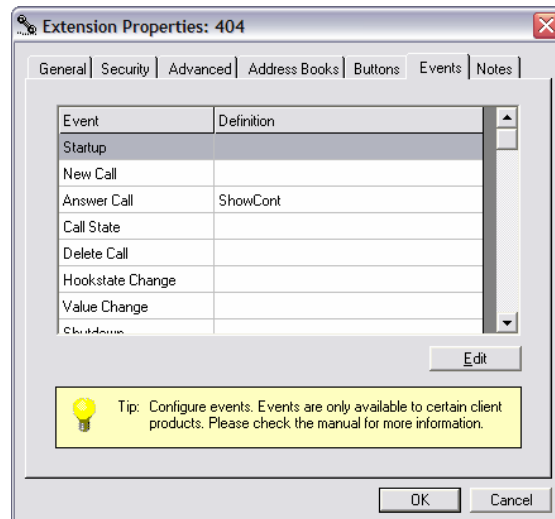 Extension Properties: 404
General Security Advanced Address Books Buttons Events Notes
Event Definition
Startup
New Call
Answer Call ShowCont
Call State
Delete Call
Hookstate Change
Value Change
Shutdown
Edit
Tip: Configure events. Events are only available to certain client
products. Please check the manual for more information.
OK Cancel